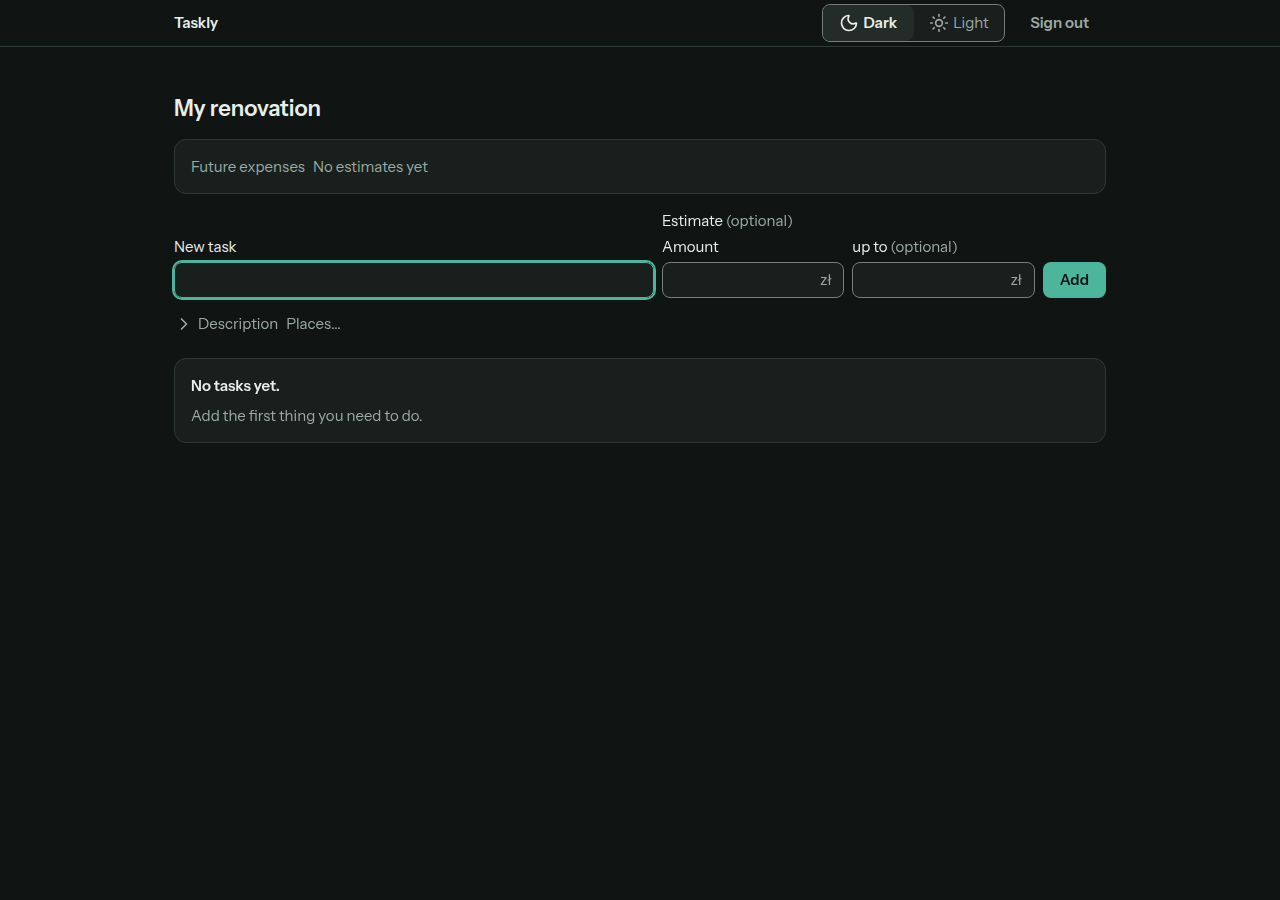 Taskly
Dark
Light
Sign out
My renovation
Future expenses No estimates yet
Estimate (optional)
New task
Amount
up to (optional)
zł
zł
Add
Description Places...
No tasks yet.
Add the first thing you need to do.